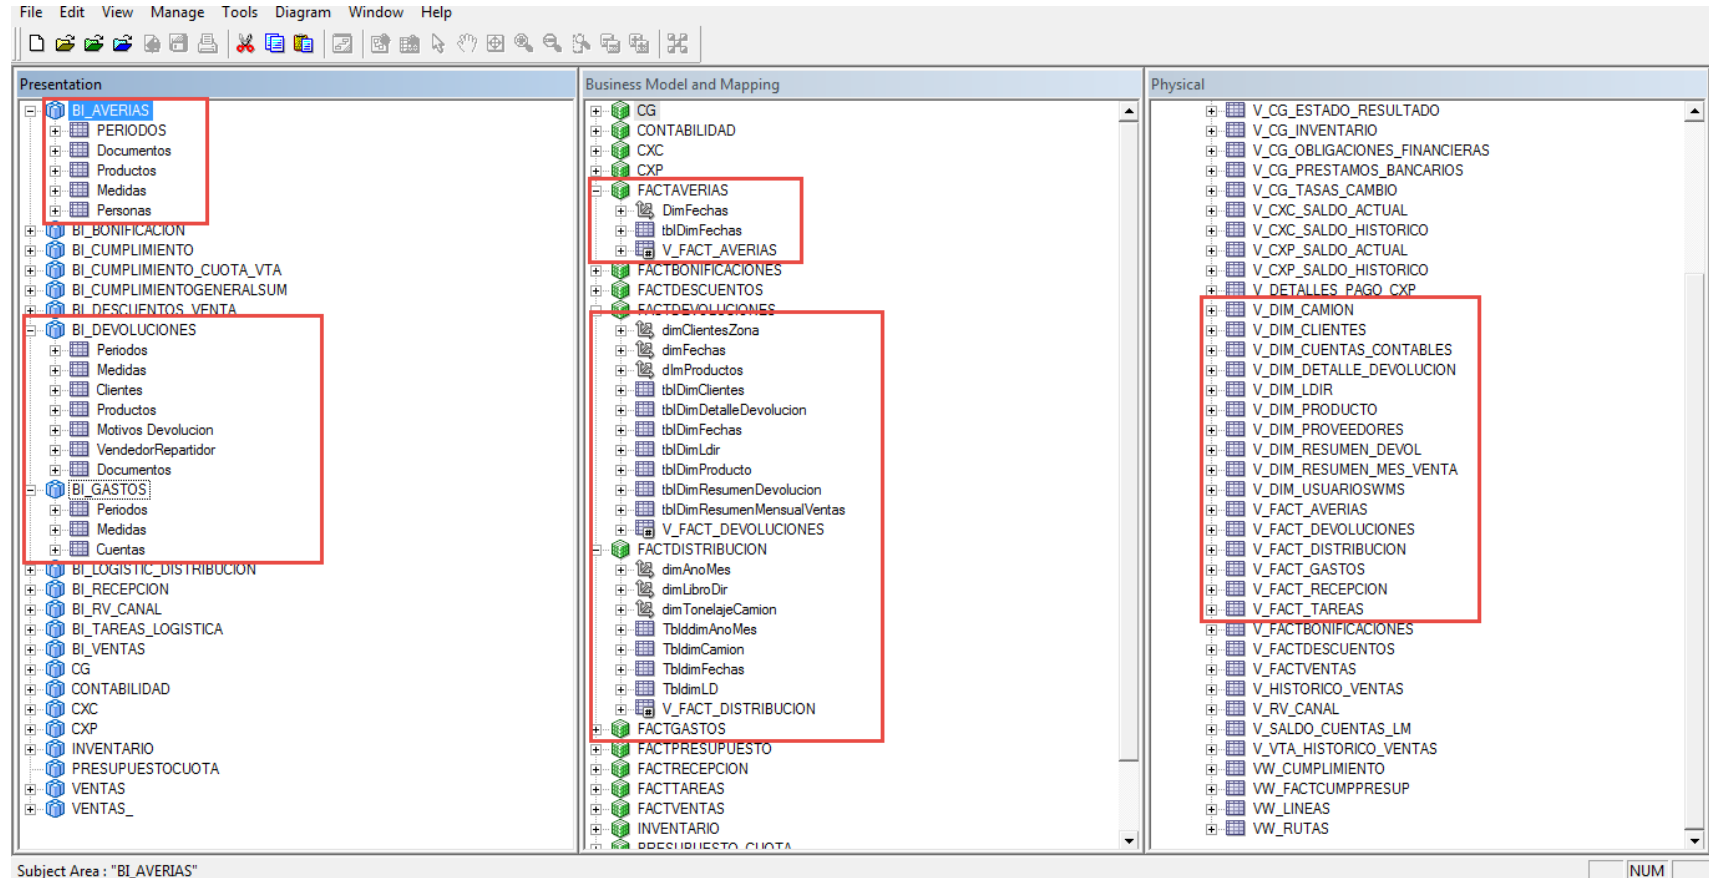 File Edit View Manage Tools Diagram Window Help
Presentation
BI_AVERIAS
PERIODOS
Documentos
Productos
Medidas
Personas
BI_BONIFICACION
BI_CUMPLIMIENTO
BI_CUMPLIMIENTO_CUOTA_VTA
BI_CUMPLIMIENTOGENERALSUM
BI_DESCUENTOS_VENTA
BI_DEVOLUCIONES
Periodos
Medidas
Clientes
Productos
Motivos Devolucion
VendedorRepartidor
Documentos
BI_GASTOS
Periodos
Medidas
Cuentas
BI_LOGISTIC_DISTRIBUCION
BI_RECEPCION
BI_RV_CANAL
BI_TAREAS_LOGISTICA
BI_VENTAS
CG
CONTABILIDAD
CXC
CXP
INVENTARIO
PRESUPUESTOCUOTA
VENTAS
VENTAS_
Business Model and Mapping
CG
CONTABILIDAD
CXC
CXP
FACTAVERIAS
DimFechas
tblDimFechas
V_FACT_AVERIAS
FACTBONIFICACIONES
FACTDESCUENTOS
FACTDEVOLUCIONES
dimClientesZona
dimFechas
dImProductos
tblDimClientes
tblDimDetalleDevolucion
tblDimFechas
tblDimLdir
tblDimProducto
tblDimResumenDevolucion
tblDimResumenMensualVentas
V_FACT_DEVOLUCIONES
FACTDISTRIBUCION
dimAnoMes
dimLibroDir
dimTonelajeCamion
TblddimAnoMes
TbldimCamion
TbldimFechas
TbldimLD
V_FACT_DISTRIBUCION
FACTGASTOS
FACTPRESUPUESTO
FACTRECEPCION
FACTTAREAS
FACTVENTAS
INVENTARIO
PRESUPUESTO_CUOTA
Physical
V_CG_ESTADO_RESULTADO
V_CG_INVENTARIO
V_CG_OBLIGACIONES_FINANCIERAS
V_CG_PRESTAMOS_BANCARIOS
V_CG_TASAS_CAMBIO
V_CXC_SALDO_ACTUAL
V_CXC_SALDO_HISTORICO
V_CXP_SALDO_ACTUAL
V_CXP_SALDO_HISTORICO
V_DETALLES_PAGO_CXP
V_DIM_CAMION
V_DIM_CLIENTES
V_DIM_CUENTAS_CONTABLES
V_DIM_DETALLE_DEVOLUCION
V_DIM_LDIR
V_DIM_PRODUCTO
V_DIM_PROVEEDORES
V_DIM_RESUMEN_DEVOL
V_DIM_RESUMEN_MES_VENTA
V_DIM_USUARIOSWMS
V_FACT_AVERIAS
V_FACT_DEVOLUCIONES
V_FACT_DISTRIBUCION
V_FACT_GASTOS
V_FACT_RECEPCION
V_FACT_TAREAS
V_FACTBONIFICACIONES
V_FACTDESCUENTOS
V_FACTVENTAS
V_HISTORICO_VENTAS
V_RV_CANAL
V_SALDO_CUENTAS_LM
V_VTA_HISTORICO_VENTAS
VW_CUMPLIMIENTO
VW_FACTCUMPPRESUP
VW_LINEAS
VW_RUTAS
Subject Area : "BI_AVERIAS"
NUM